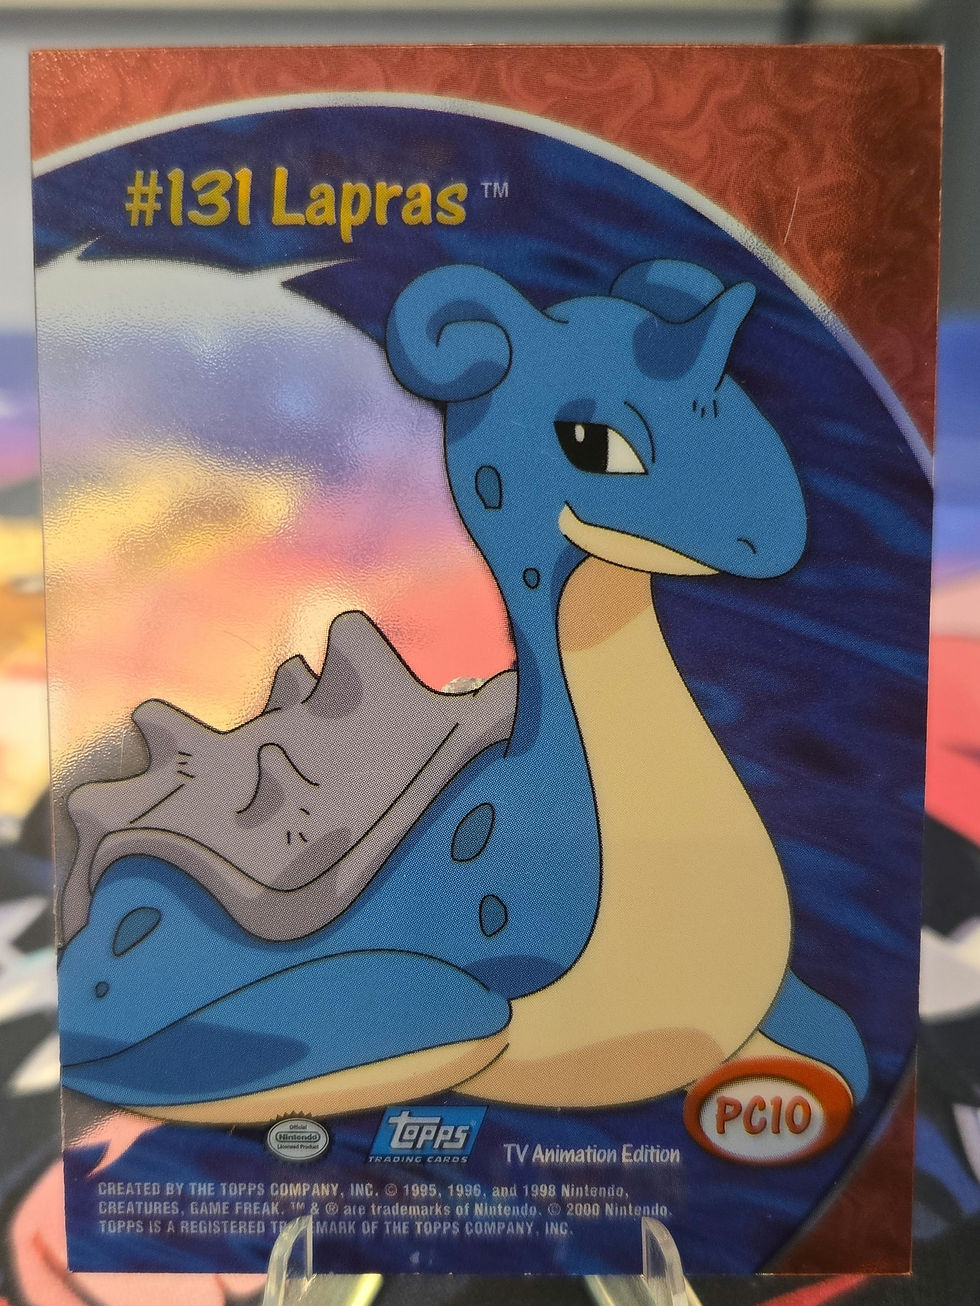 #131 Lapras ™
Official
Nintendo
Licensed Product
TOPPS
TRADING CARDS
TV Animation Edition
PC10
CREATED BY THE TOPPS COMPANY, INC. © 1995, 1996, and 1998 Nintendo,
CREATURES, GAME FREAK. ™ & ® are trademarks of Nintendo. © 2000 Nintendo.
TOPPS IS A REGISTERED TRADEMARK OF THE TOPPS COMPANY, INC.